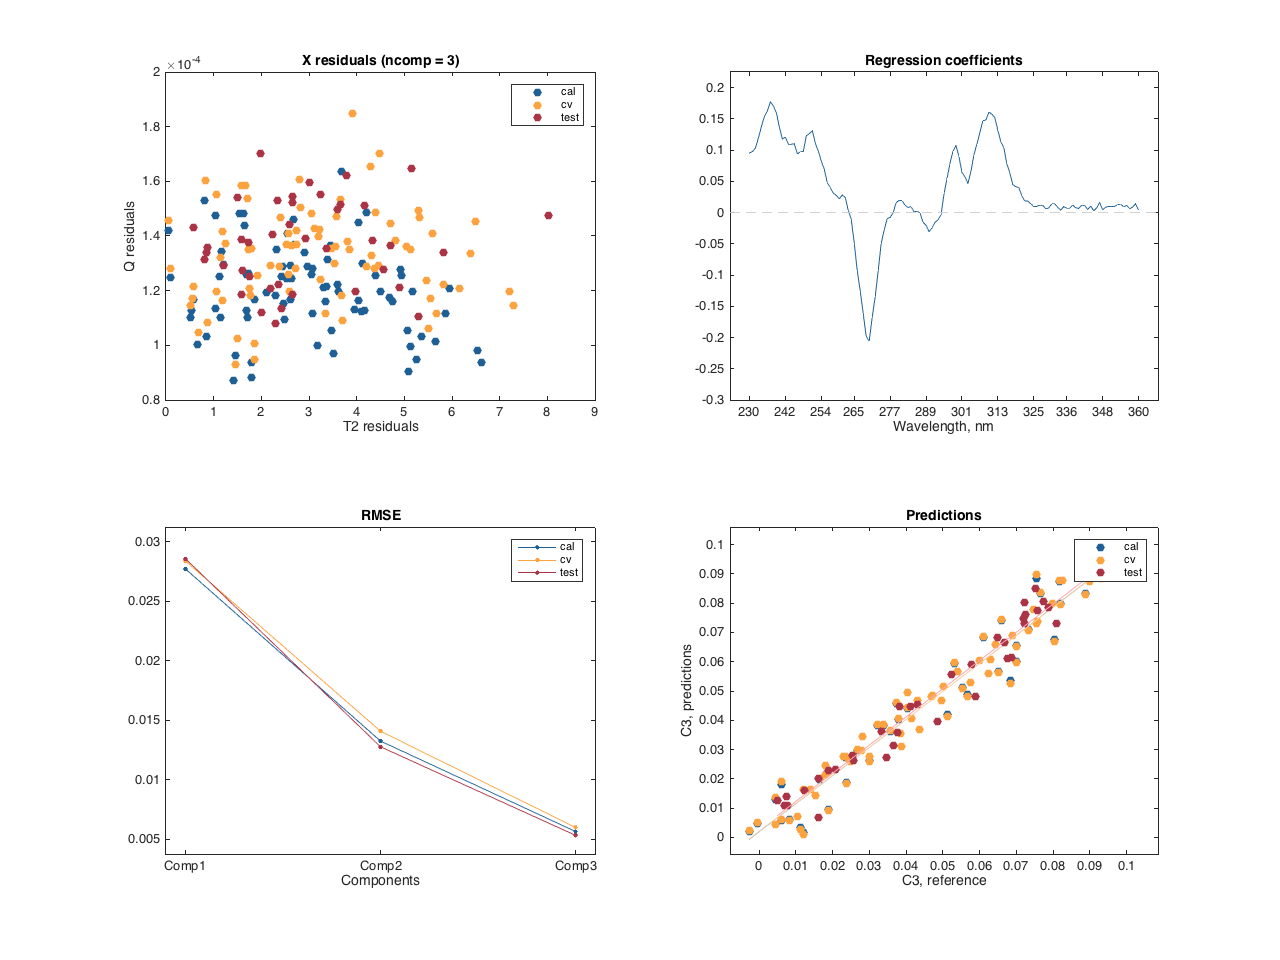 X residuals (ncomp = 3)
×10⁻⁴
2
1.8
1.6
1.4
1.2
1
0.8
Q residuals
cal
cv
test
0 1 2 3 4 5 6 7 8 9
T2 residuals
Regression coefficients
0.2
0.15
0.1
0.05
0
-0.05
-0.1
-0.15
-0.2
-0.25
-0.3
230 242 254 265 277 289 301 313 325 336 348 360
Wavelength, nm
RMSE
0.03
0.025
0.02
0.015
0.01
0.005
cal
cv
test
Comp1 Comp2 Comp3
Components
Predictions
0.1
0.09
0.08
0.07
0.06
0.05
0.04
0.03
0.02
0.01
0
C3, predictions
cal
cv
test
0 0.01 0.02 0.03 0.04 0.05 0.06 0.07 0.08 0.09 0.1
C3, reference